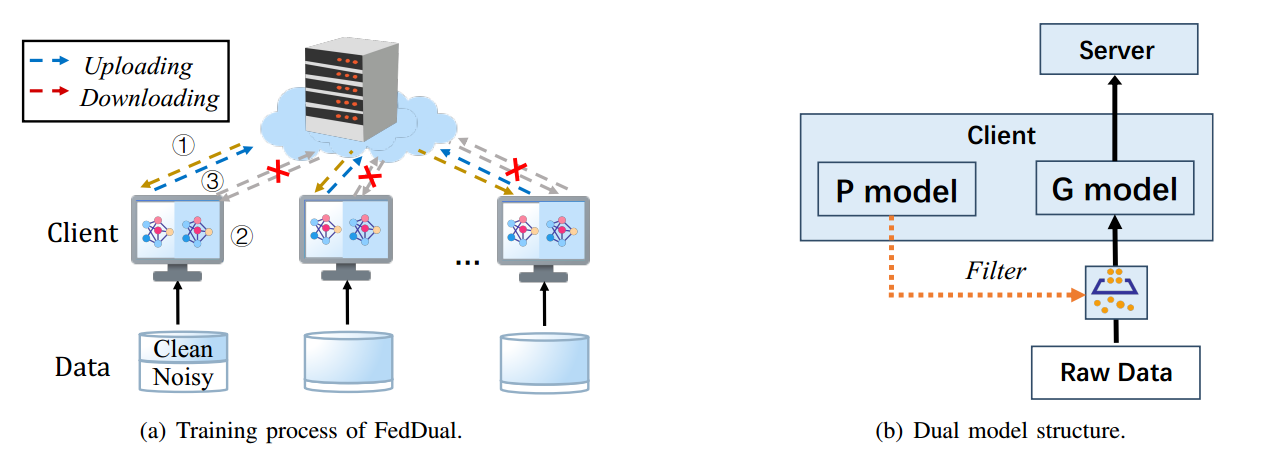 Uploading
Downloading
①
③
Client
②
...
Data
Clean
Noisy
(a) Training process of FedDual.
Server
Client
P model
G model
Filter
Raw Data
(b) Dual model structure.